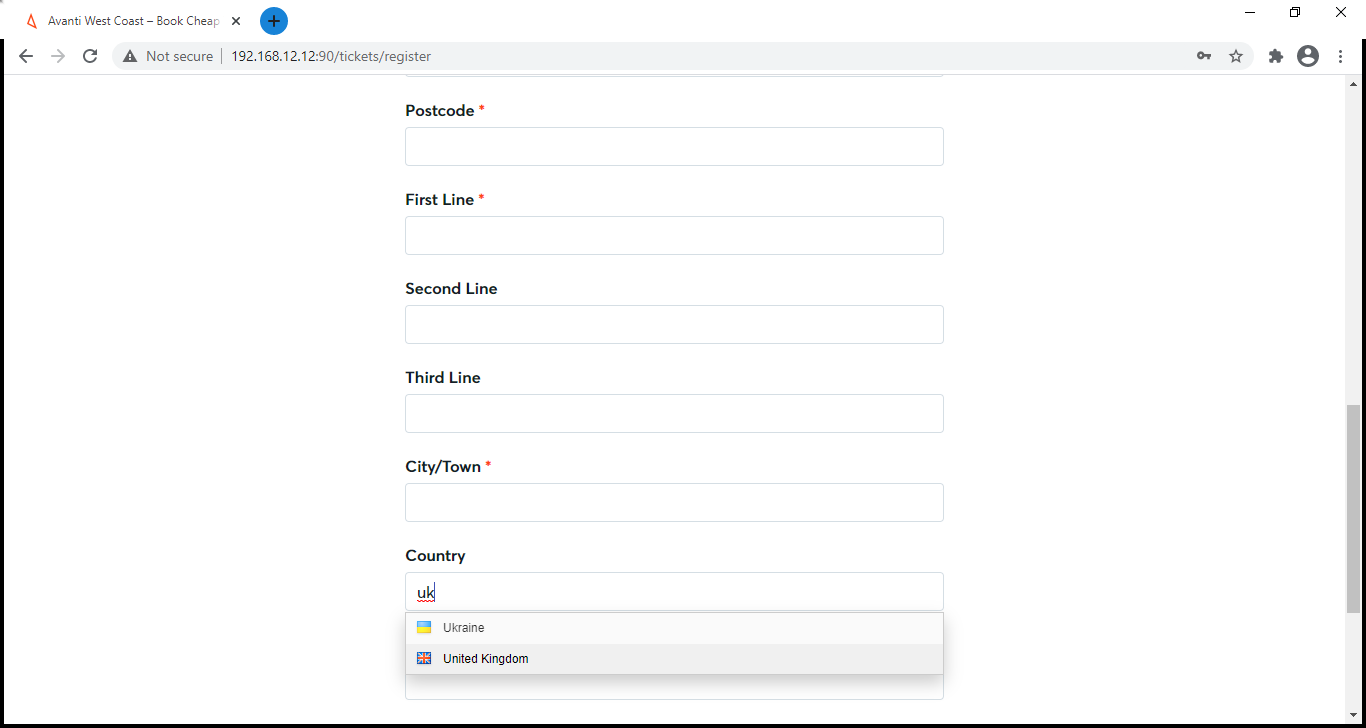 Avanti West Coast – Book Cheap
Not secure
192.168.12.12:90/tickets/register
Postcode *
First Line *
Second Line
Third Line
City/Town *
Country
uk
Ukraine
United Kingdom